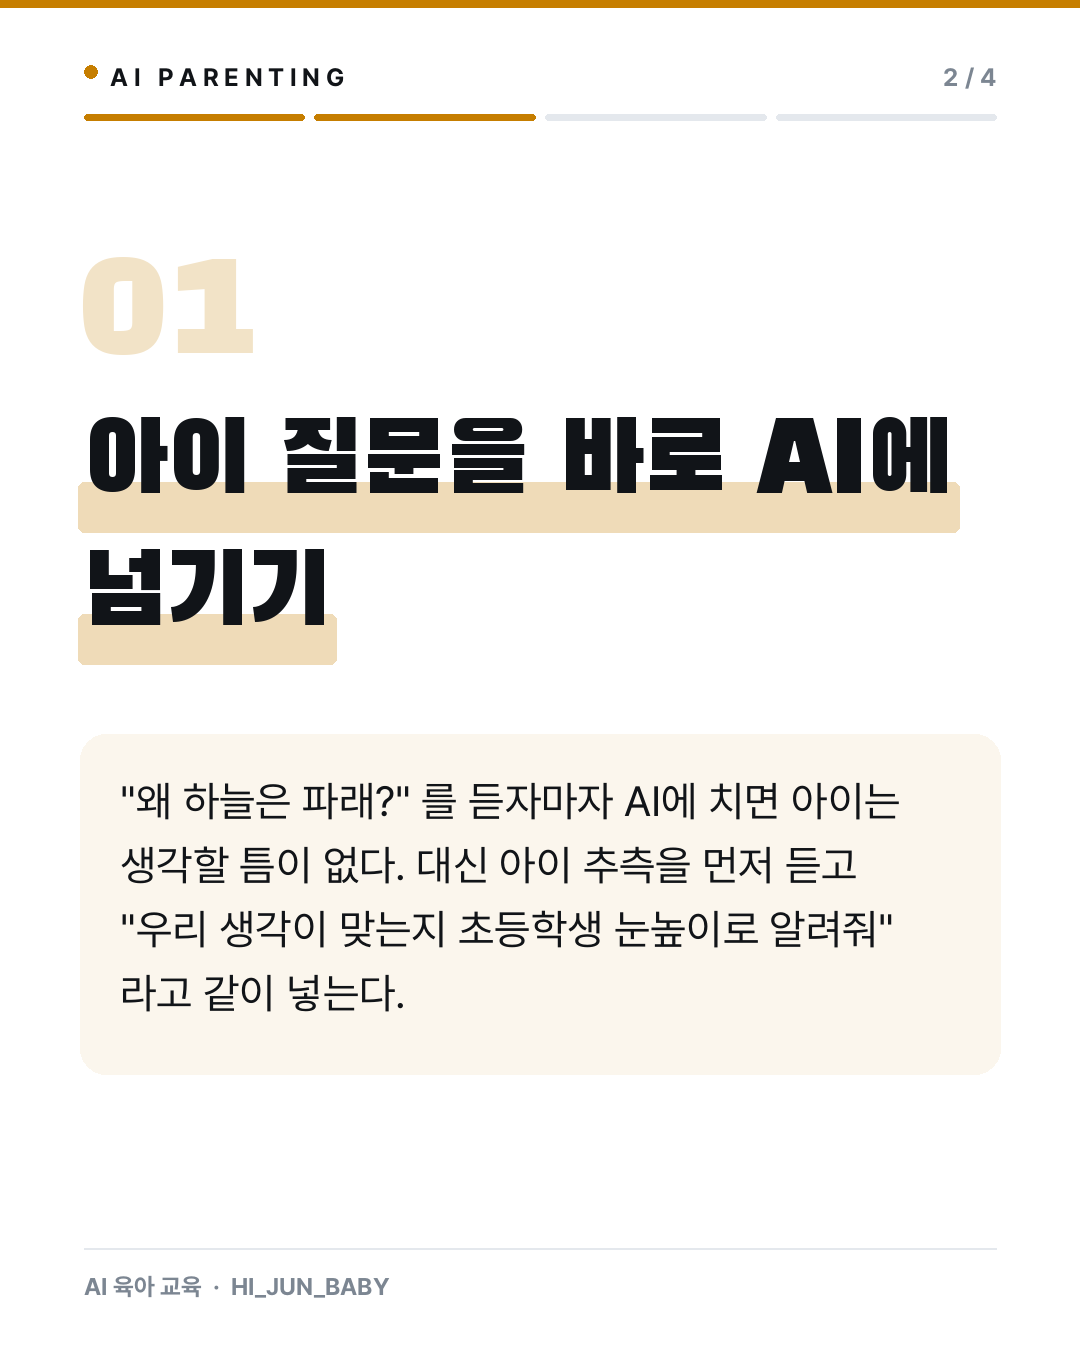 AI PARENTING
2 / 4
01
아이 질문을 바로 AI에
넘기기
"왜 하늘은 파래?" 를 듣자마자 AI에 치면 아이는
생각할 틈이 없다. 대신 아이 추측을 먼저 듣고
"우리 생각이 맞는지 초등학생 눈높이로 알려줘"
라고 같이 넣는다.
AI 육아 교육 · HI_JUN_BABY